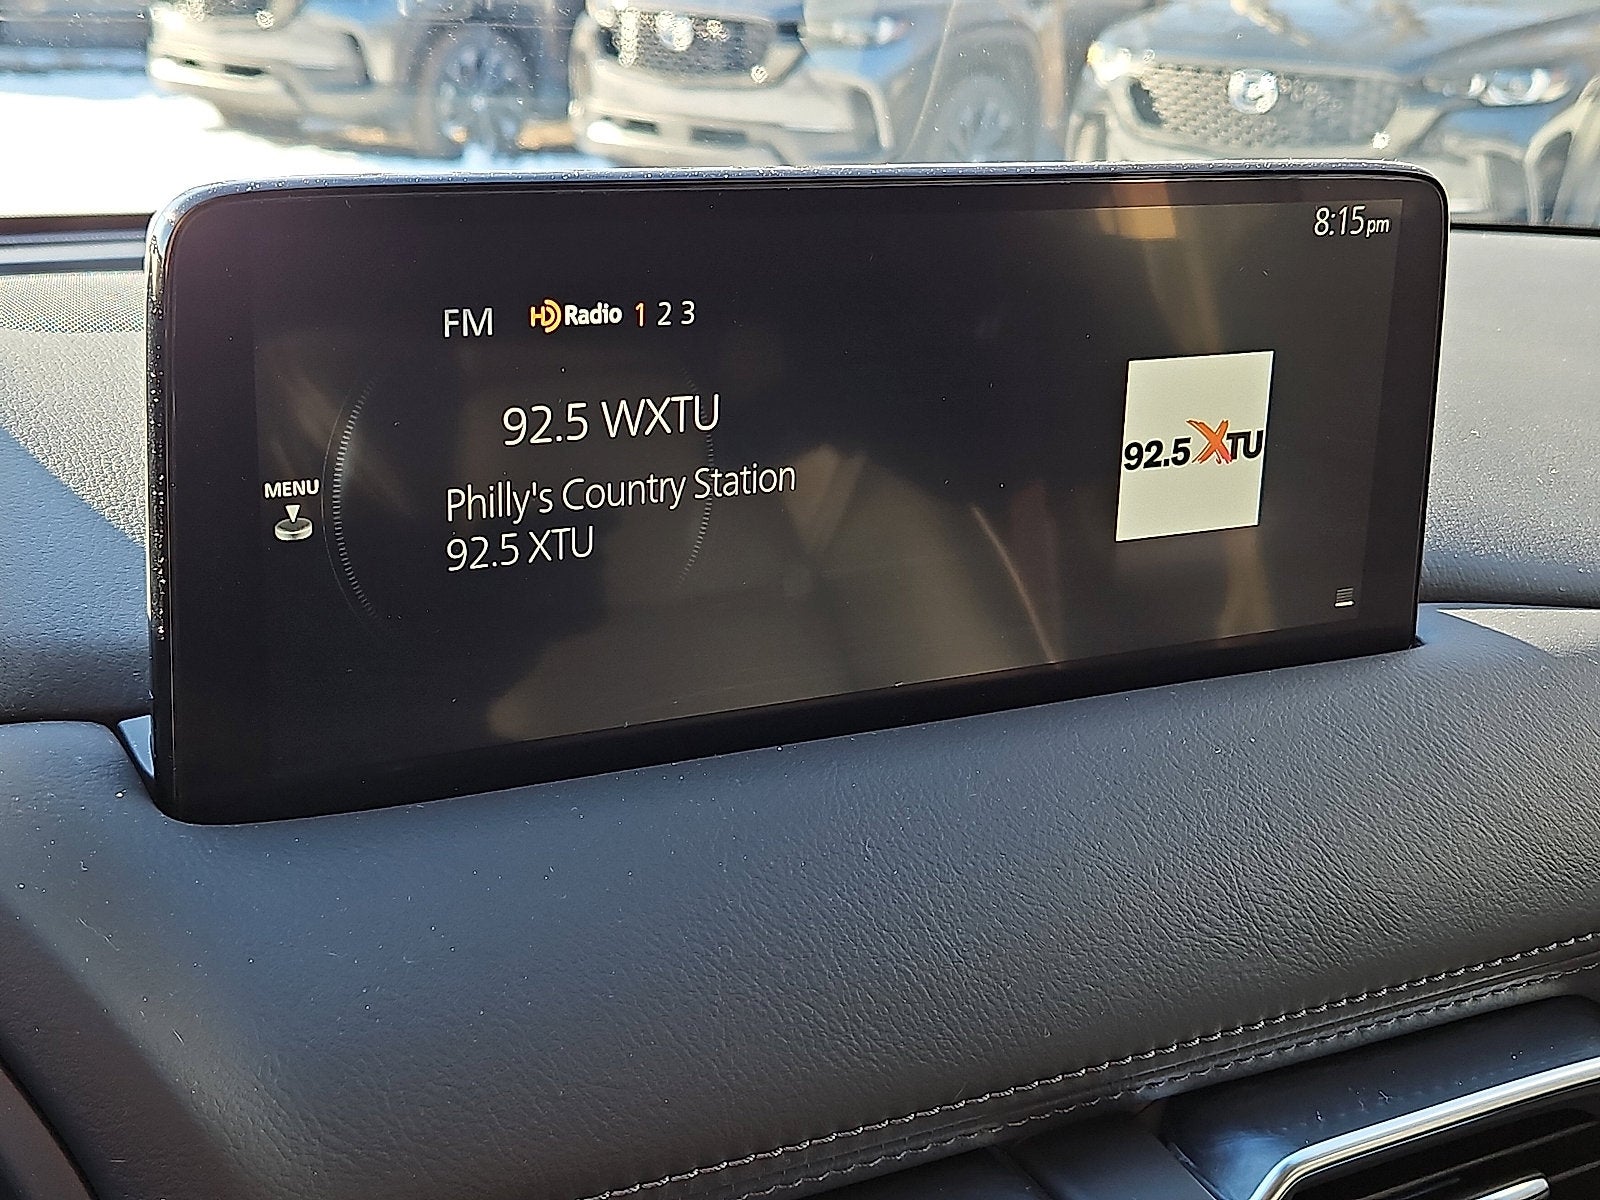 8:15pm
FM HD Radio 1 2 3
92.5 WXTU
Philly's Country Station
92.5 XTU
MENU
92.5 XTU